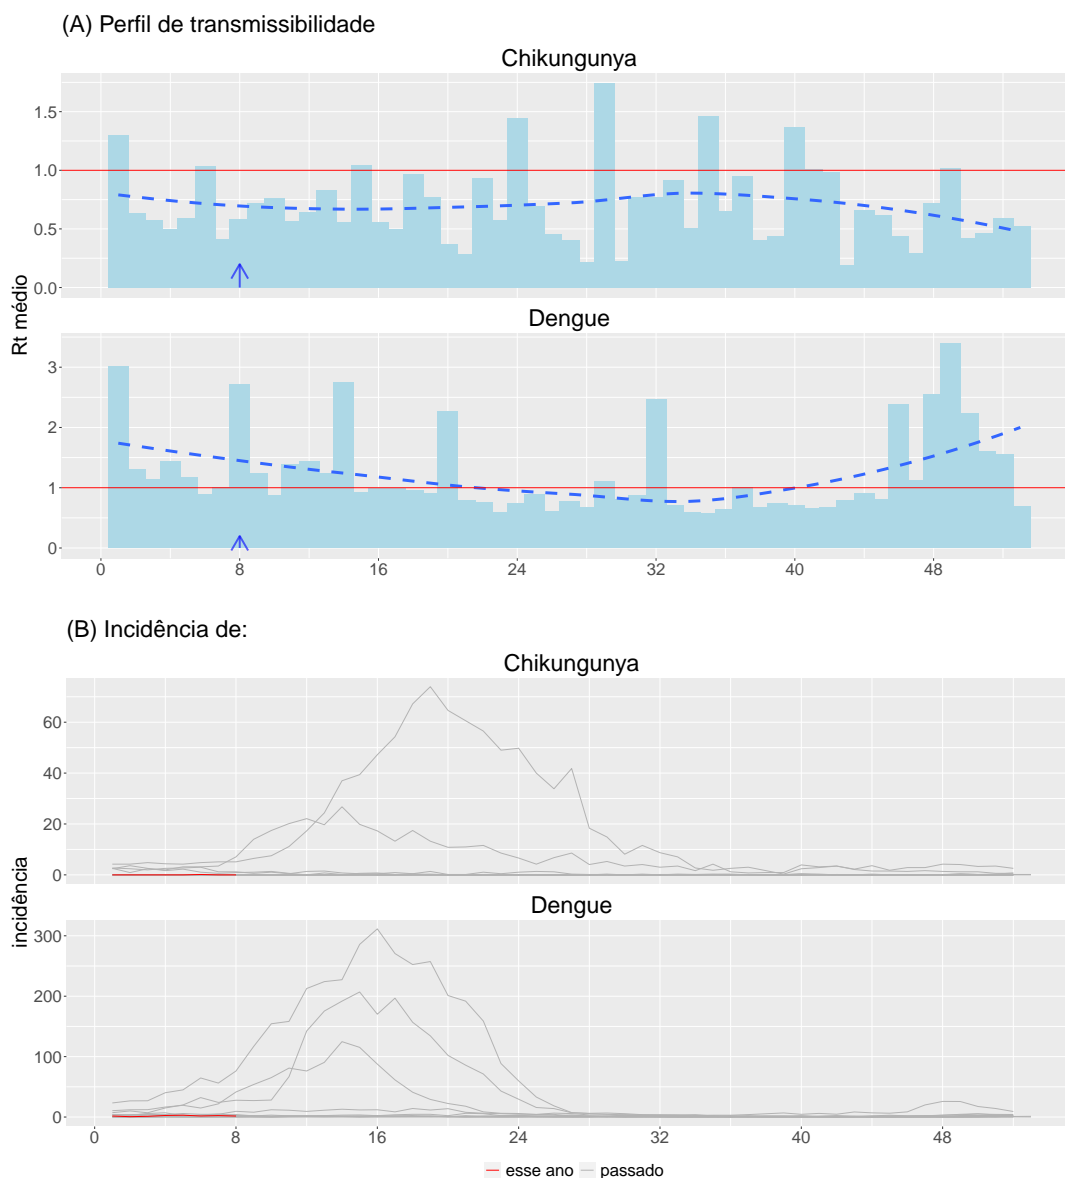 (A) Perfil de transmissibilidade
Chikungunya
1.5
1.0
0.5
0.0
Rt médio
Dengue
3
2
1
0
0 8 16 24 32 40 48
(B) Incidência de:
Chikungunya
60
40
20
0
incidência
Dengue
300
200
100
0
0 8 16 24 32 40 48
esse ano passado